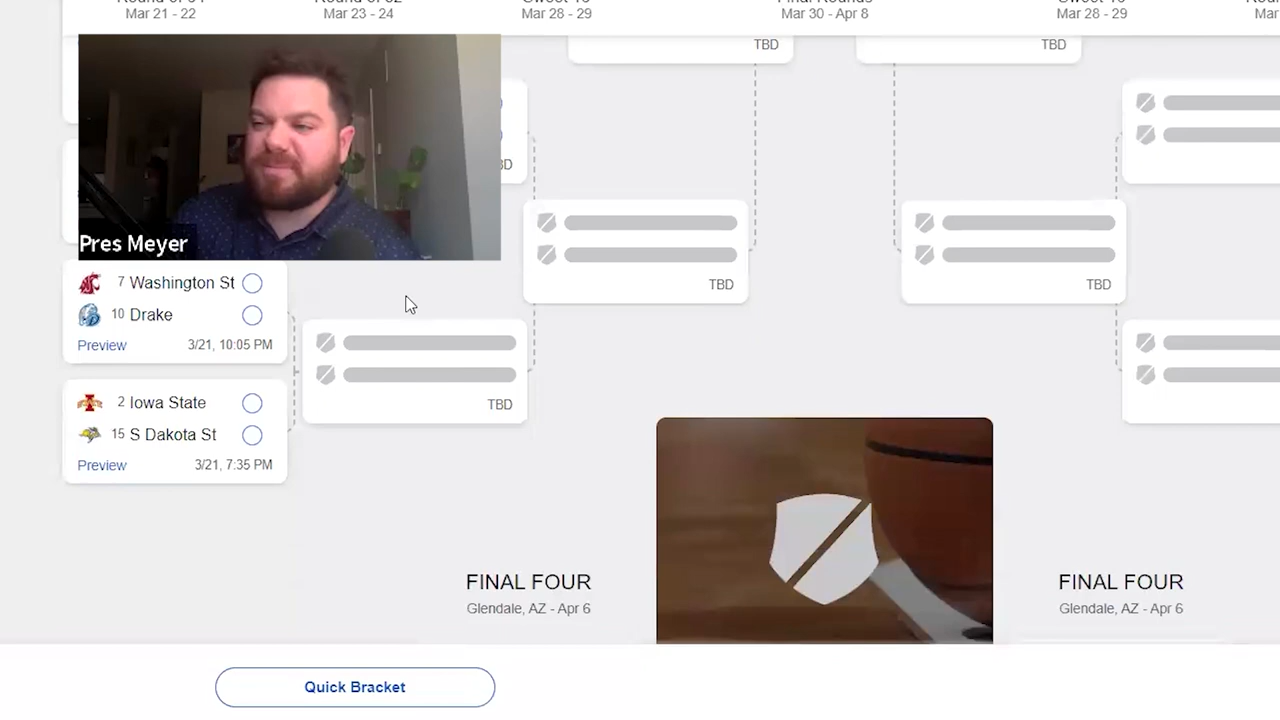 Mar 21 - 22
Mar 23 - 24
Mar 28 - 29
Mar 30 - Apr 8
Mar 28 - 29
Mar
TBD
TBD
Pres Meyer
7 Washington St
10 Drake
Preview 3/21, 10:05 PM
TBD
TBD
2 Iowa State
15 S Dakota St
Preview 3/21, 7:35 PM
TBD
FINAL FOUR
Glendale, AZ - Apr 6
FINAL FOUR
Glendale, AZ - Apr 6
Quick Bracket